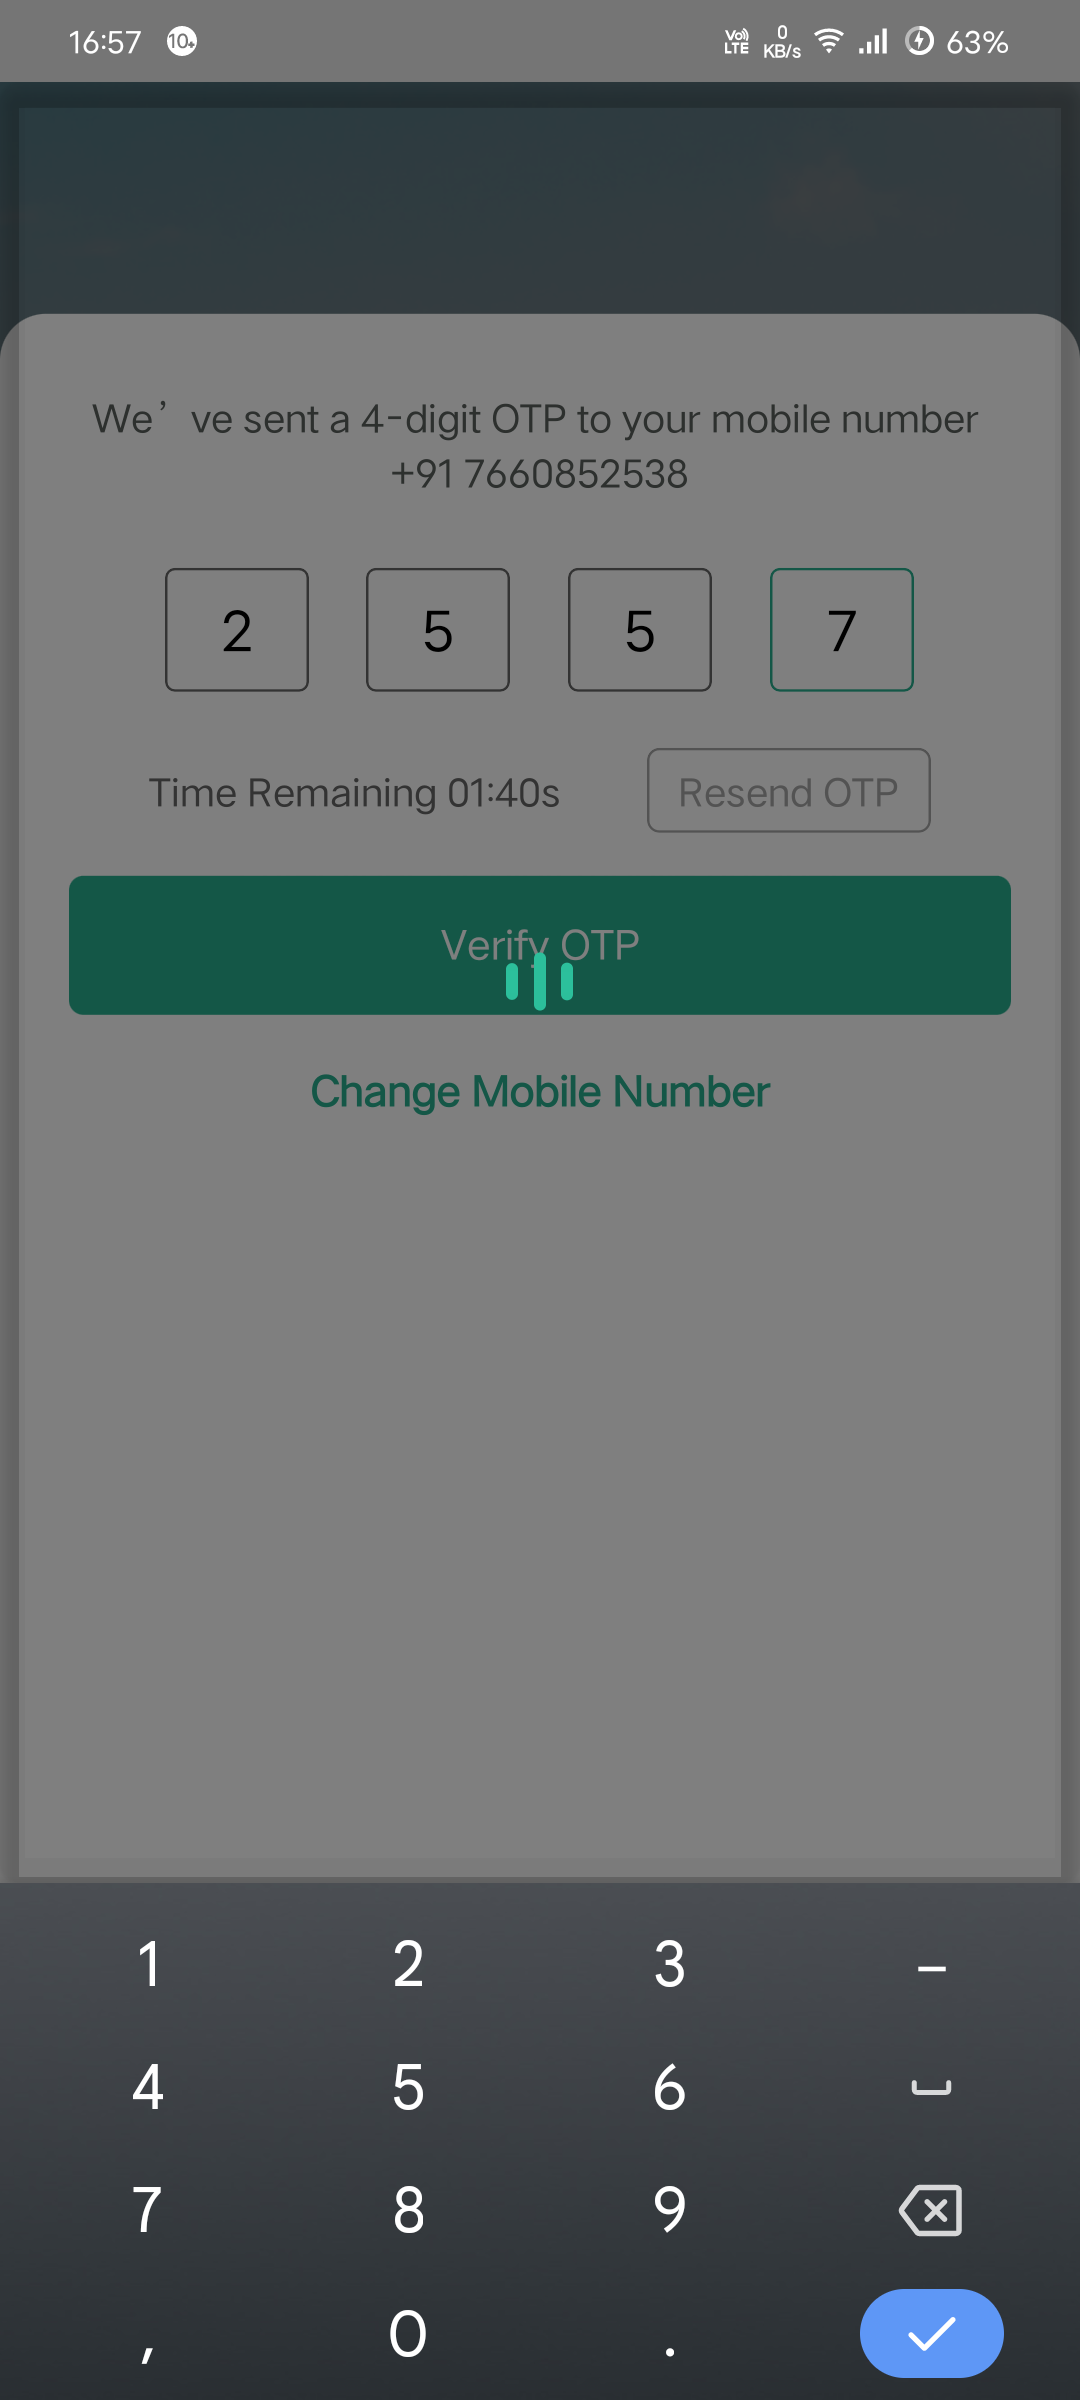 16:57 10+ Vo LTE 0 KB/s 63%
We’ve sent a 4-digit OTP to your mobile number
+91 7660852538
2 5 5 7
Time Remaining 01:40s Resend OTP
Verify OTP
Change Mobile Number
1 2 3 –
4 5 6
7 8 9
, 0 .